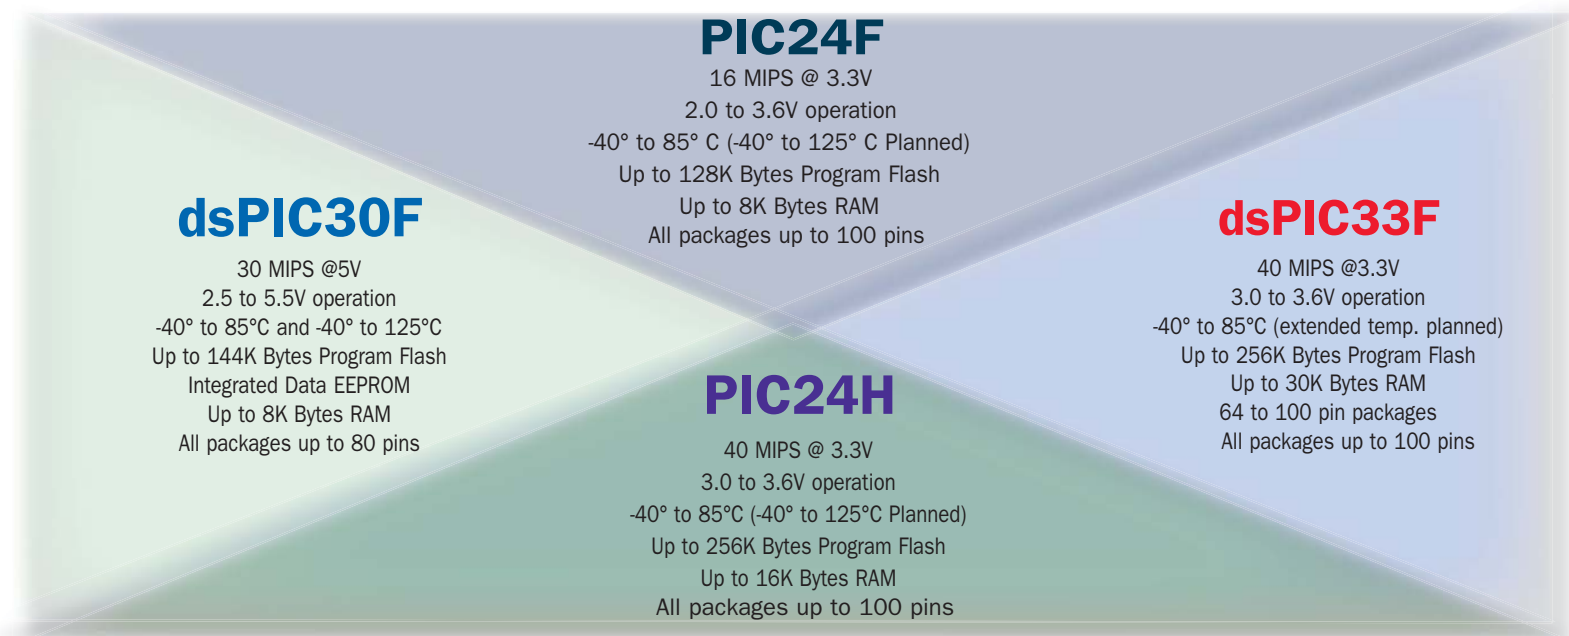 PIC24F
16 MIPS @ 3.3V
2.0 to 3.6V operation
-40° to 85° C (-40° to 125° C Planned)
Up to 128K Bytes Program Flash
Up to 8K Bytes RAM
All packages up to 100 pins
dsPIC30F
30 MIPS @5V
2.5 to 5.5V operation
-40° to 85°C and -40° to 125°C
Up to 144K Bytes Program Flash
Integrated Data EEPROM
Up to 8K Bytes RAM
All packages up to 80 pins
dsPIC33F
40 MIPS @3.3V
3.0 to 3.6V operation
-40° to 85°C (extended temp. planned)
Up to 256K Bytes Program Flash
Up to 30K Bytes RAM
64 to 100 pin packages
All packages up to 100 pins
PIC24H
40 MIPS @ 3.3V
3.0 to 3.6V operation
-40° to 85°C (-40° to 125°C Planned)
Up to 256K Bytes Program Flash
Up to 16K Bytes RAM
All packages up to 100 pins